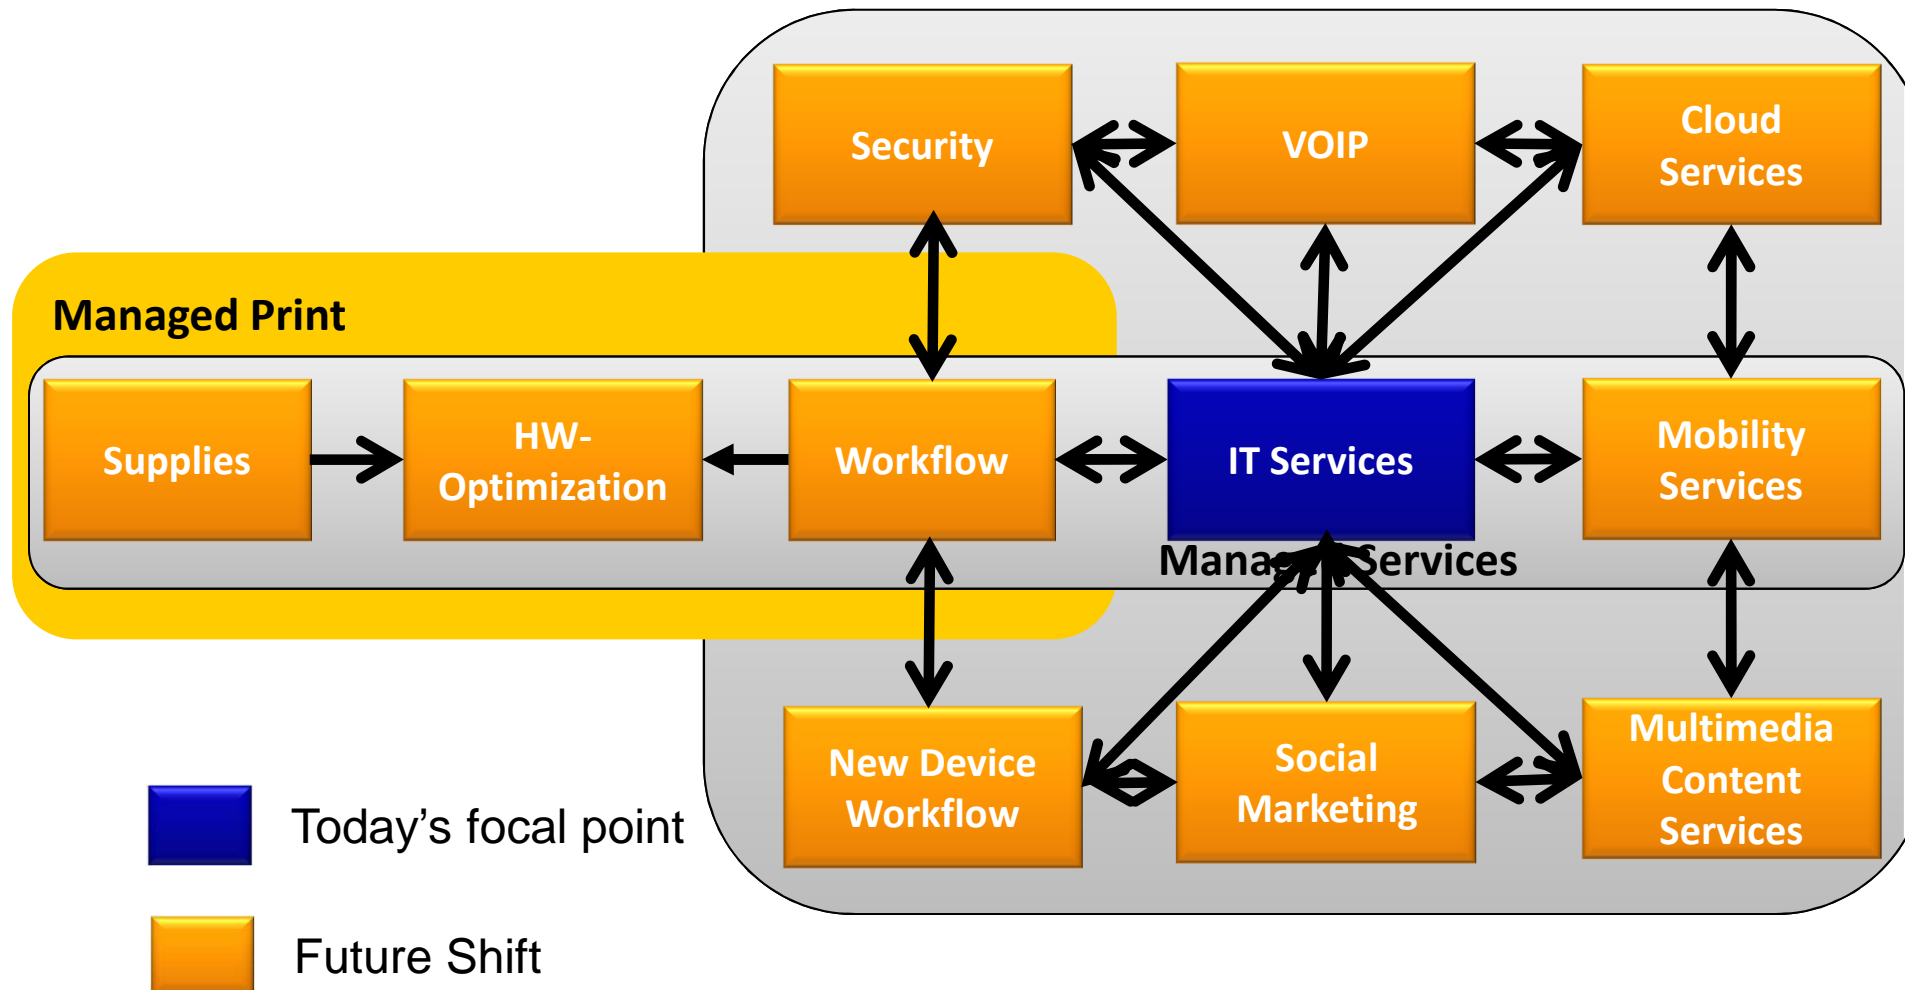 Security
VOIP
Cloud
Services
Managed Print
Supplies
HW-
Optimization
Workflow
IT Services
Mobility
Services
Managed Services
New Device
Workflow
Social
Marketing
Multimedia
Content
Services
Today’s focal point
Future Shift